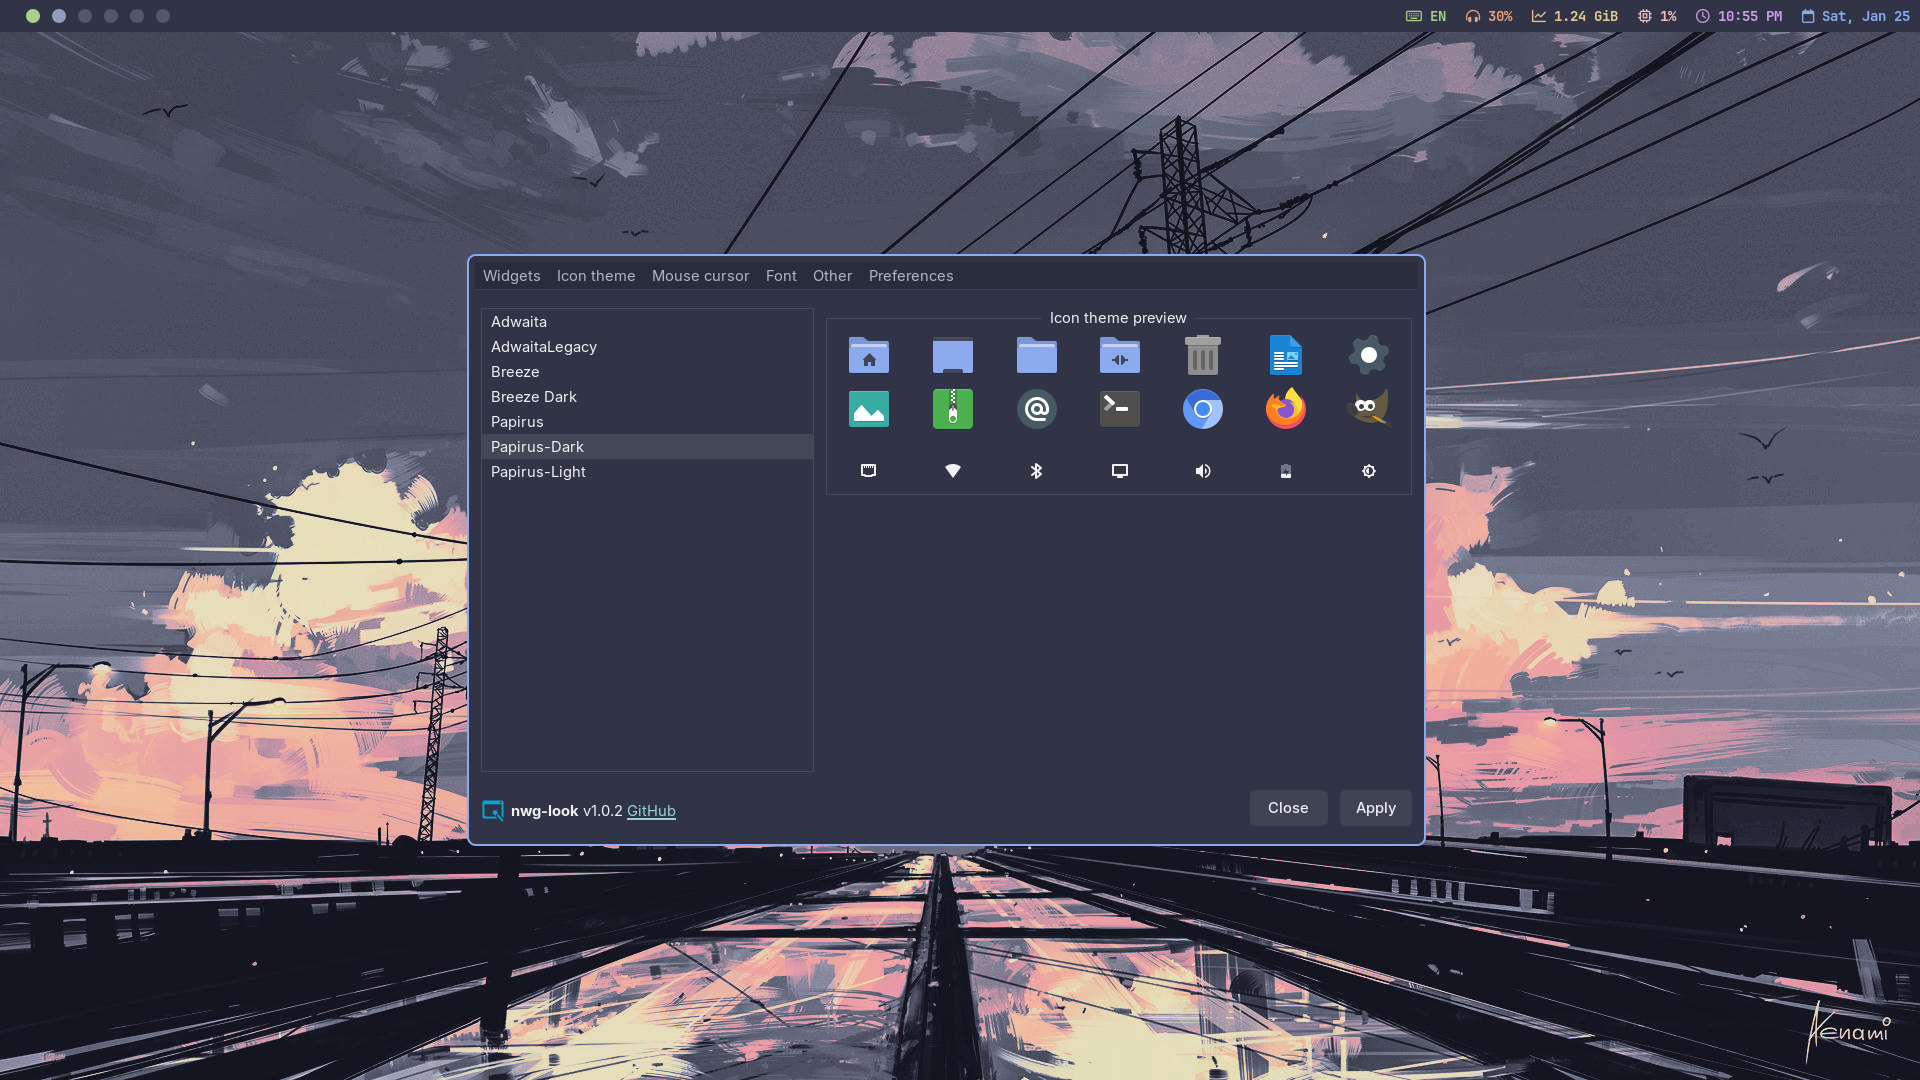 EN 30% 1.24 GiB 1% 10:55 PM Sat, Jan 25
Widgets Icon theme Mouse cursor Font Other Preferences
Adwaita
AdwaitaLegacy
Breeze
Breeze Dark
Papirus
Papirus-Dark
Papirus-Light
Icon theme preview
nwg-look v1.0.2 GitHub
Close Apply
Kenami